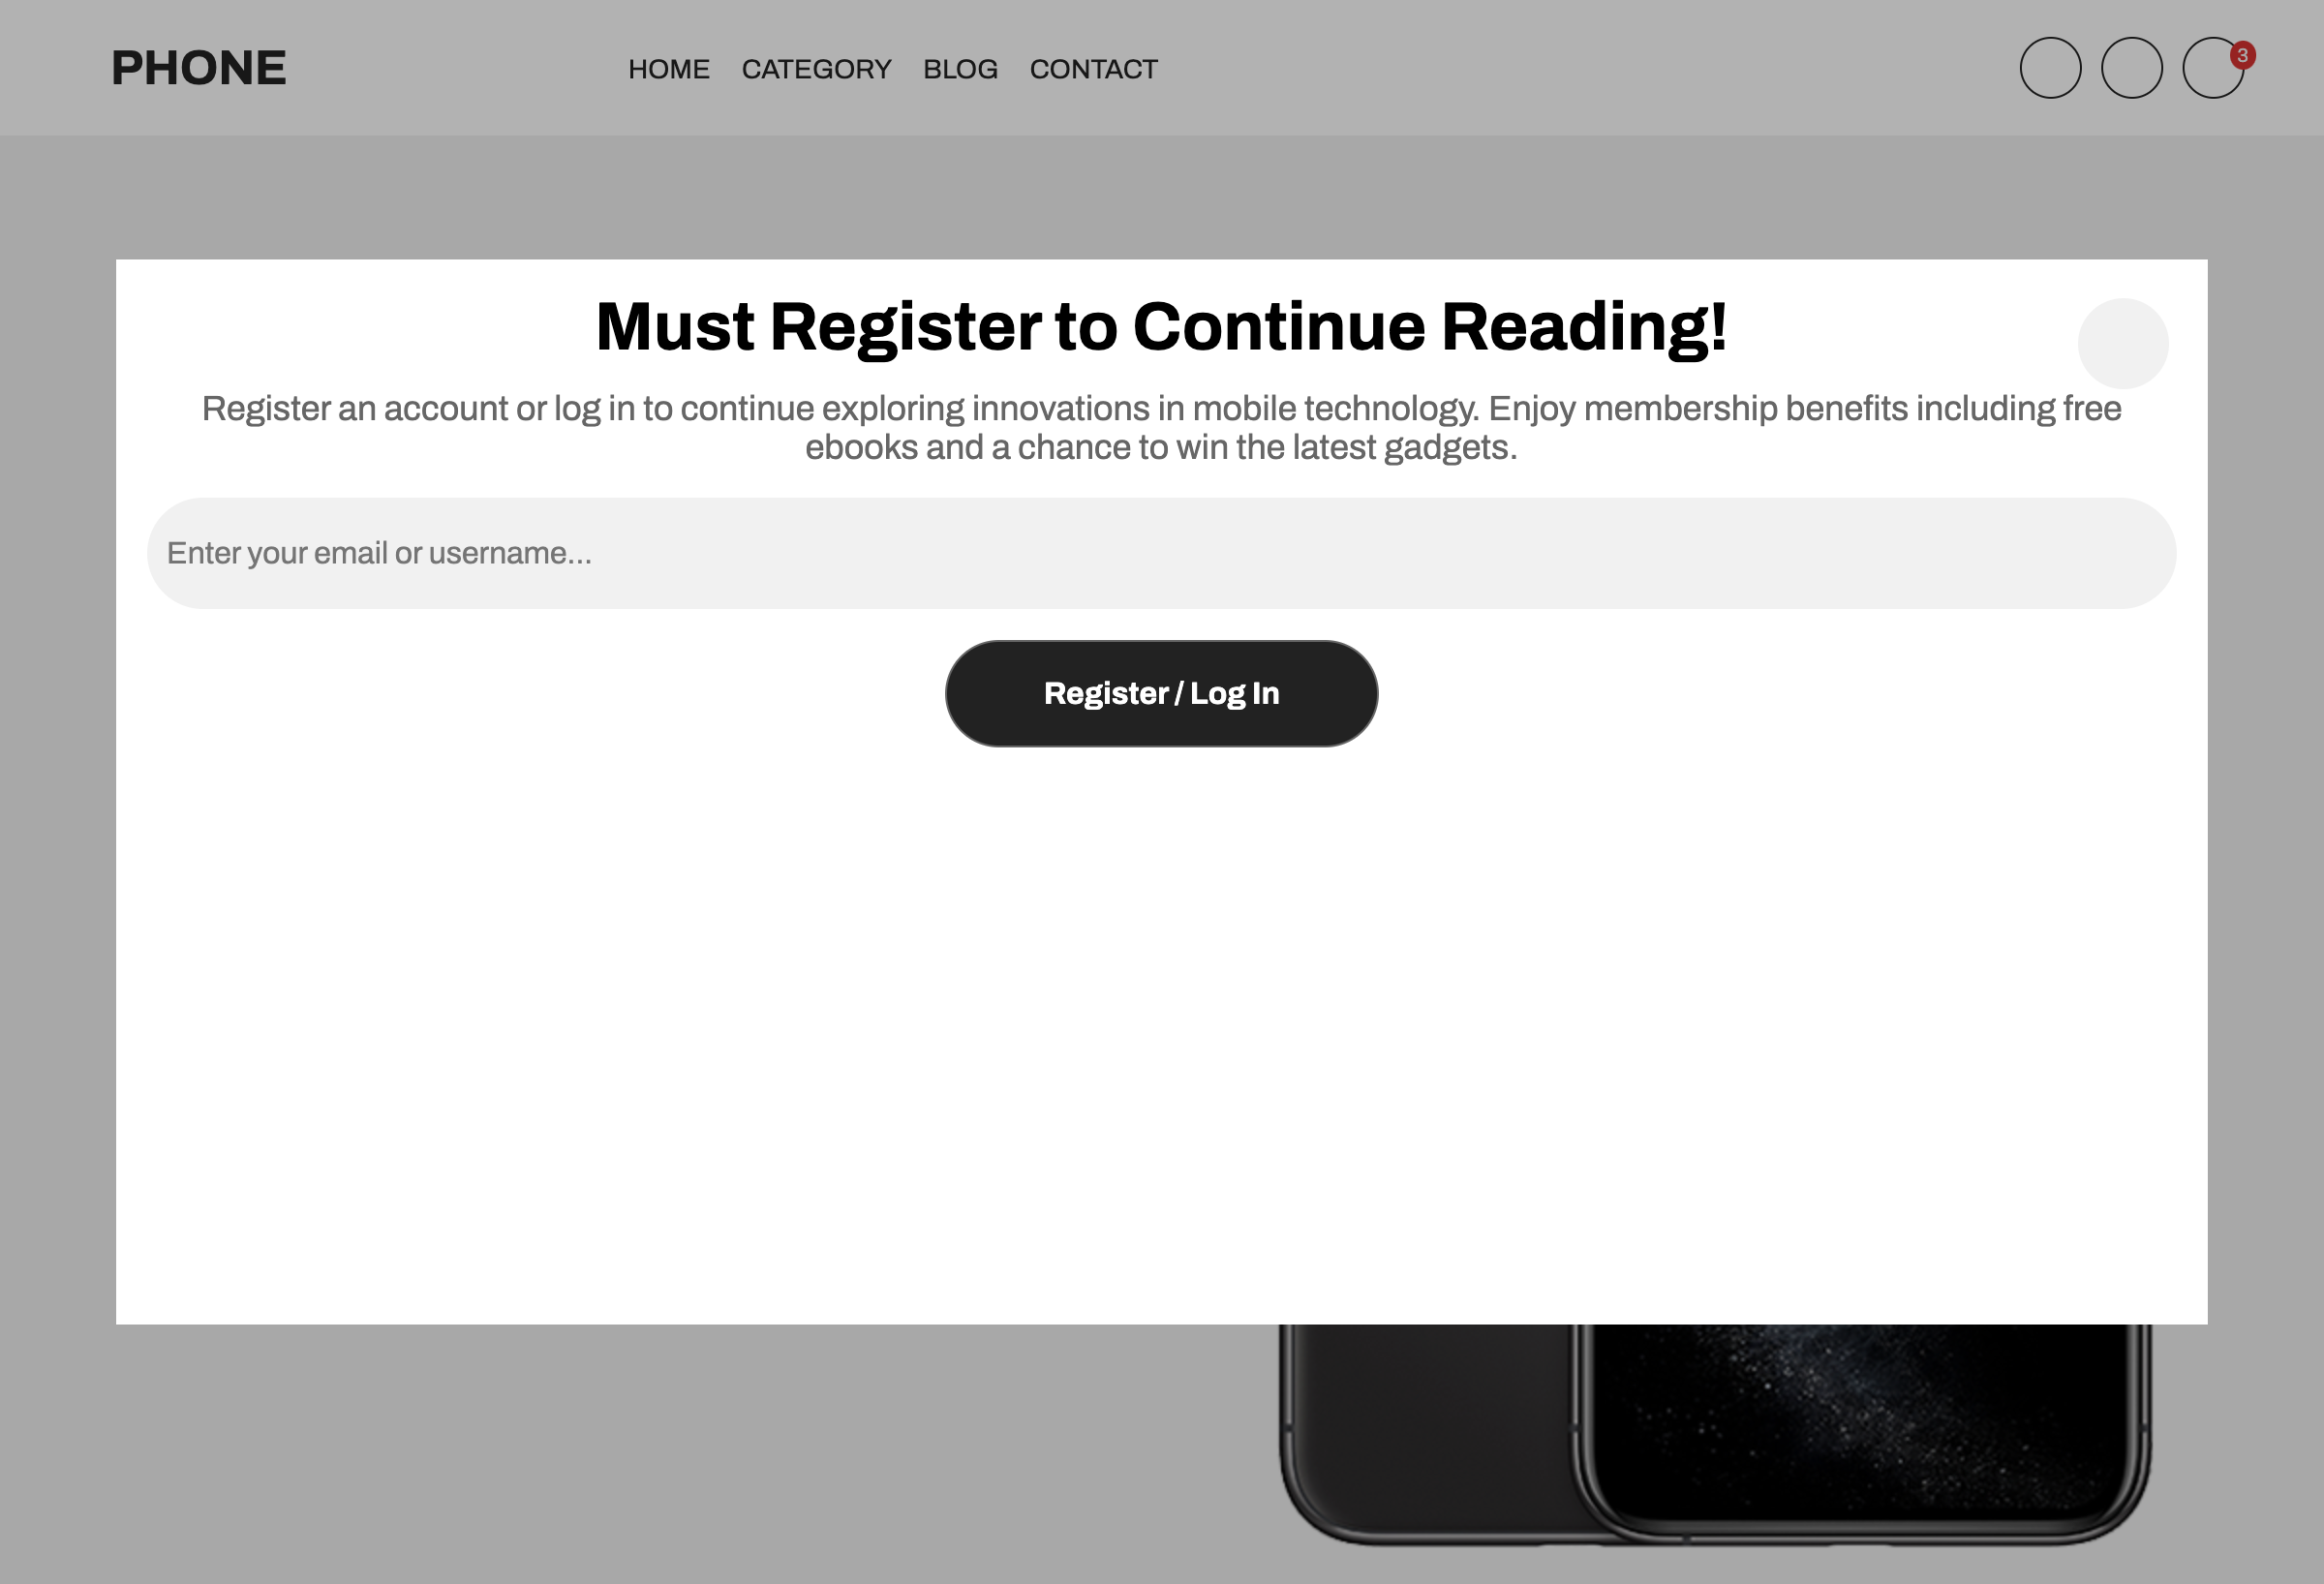 PHONE
HOME CATEGORY BLOG CONTACT
3
Must Register to Continue Reading!
Register an account or log in to continue exploring innovations in mobile technology. Enjoy membership benefits including free
ebooks and a chance to win the latest gadgets.
Enter your email or username...
Register / Log In